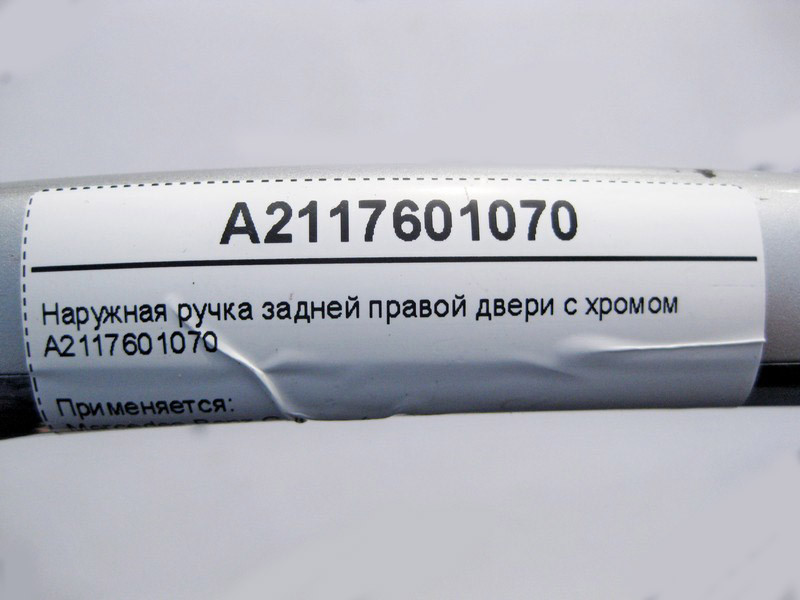 A2117601070
Наружная ручка задней правой двери с хромом
A2117601070
Применяется: